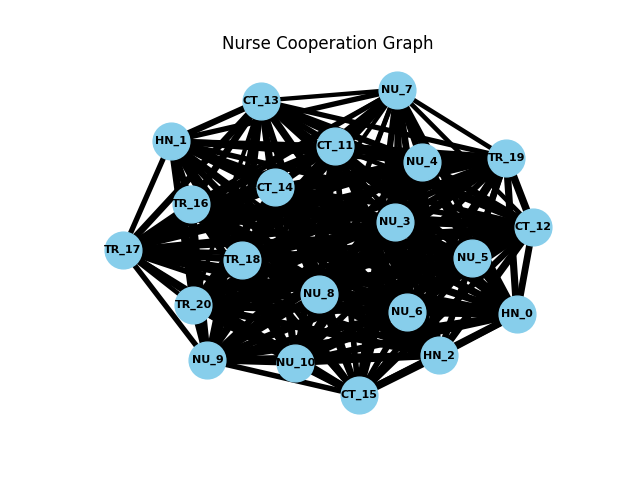 Nurse Cooperation Graph
NU_7
CT_13
HN_1
CT_11
NU_4
TR_19
CT_14
TR_16
NU_3
CT_12
TR_17
TR_18
NU_5
NU_8
TR_20
NU_6
HN_0
HN_2
NU_9
NU_10
CT_15